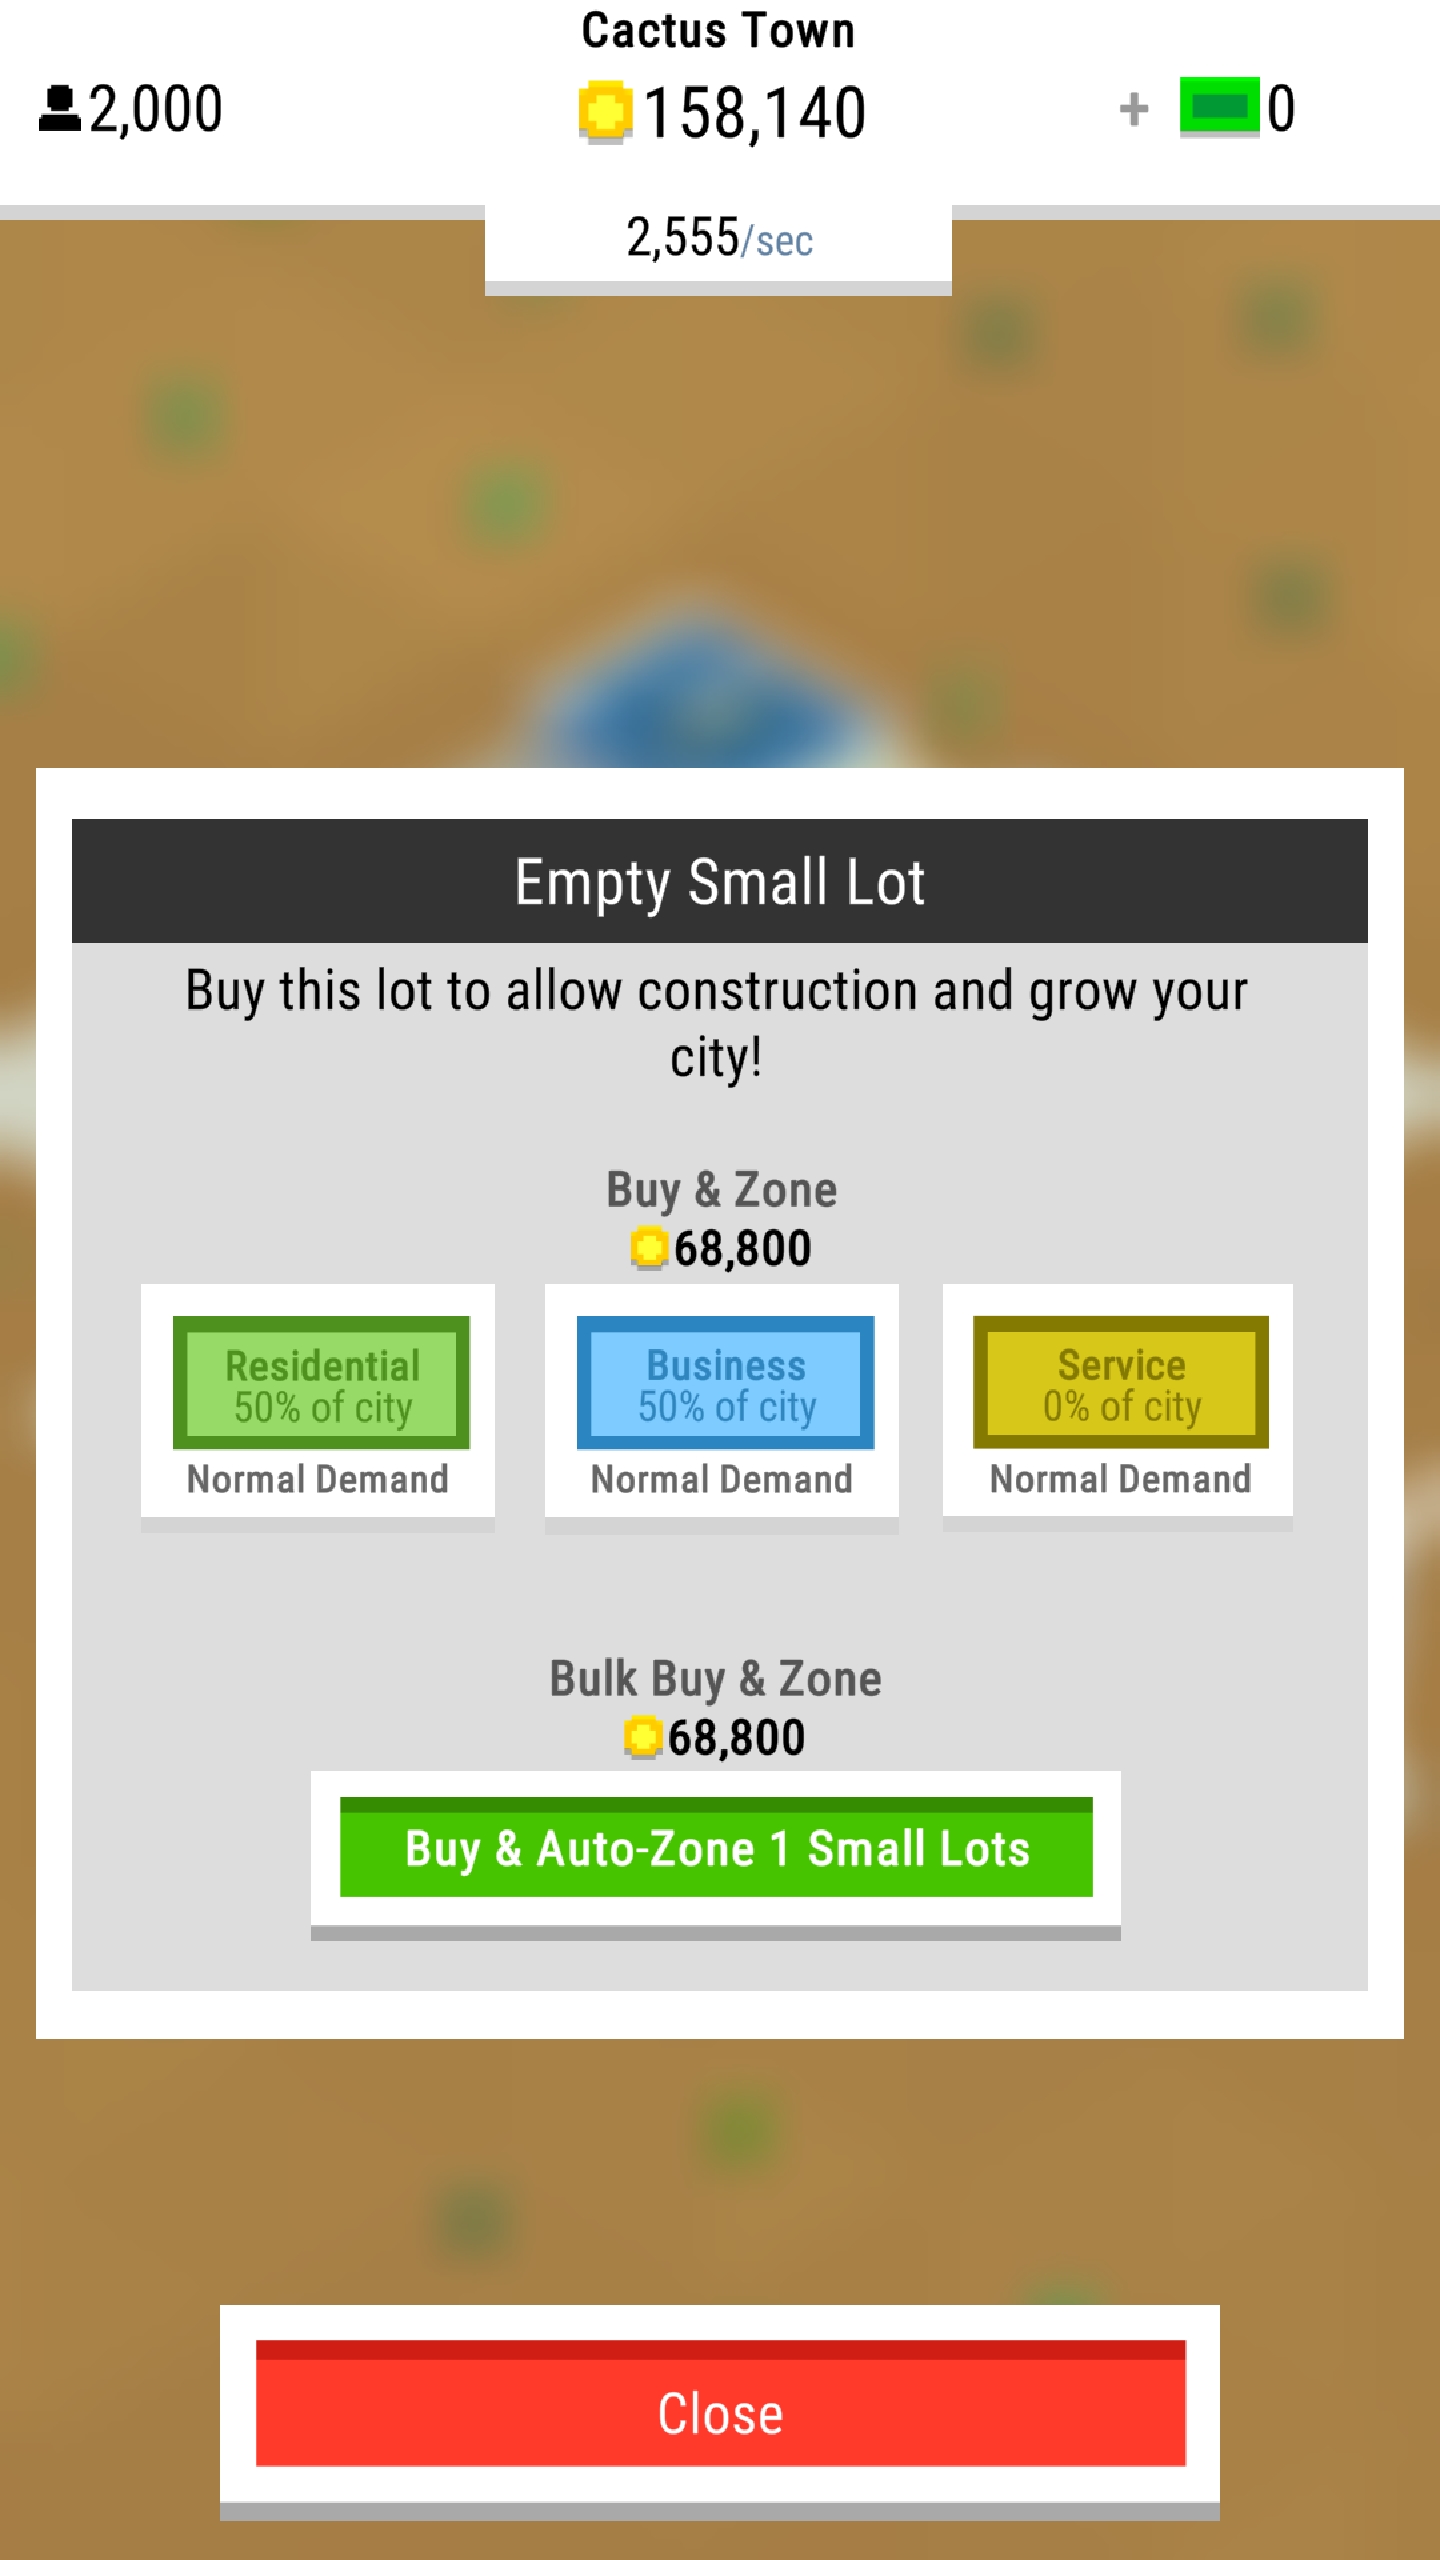 Cactus Town
2,000
158,140
+ 0
2,555/sec
Empty Small Lot
Buy this lot to allow construction and grow your
city!
Buy & Zone
68,800
Residential
50% of city
Normal Demand
Business
50% of city
Normal Demand
Service
0% of city
Normal Demand
Bulk Buy & Zone
68,800
Buy & Auto-Zone 1 Small Lots
Close